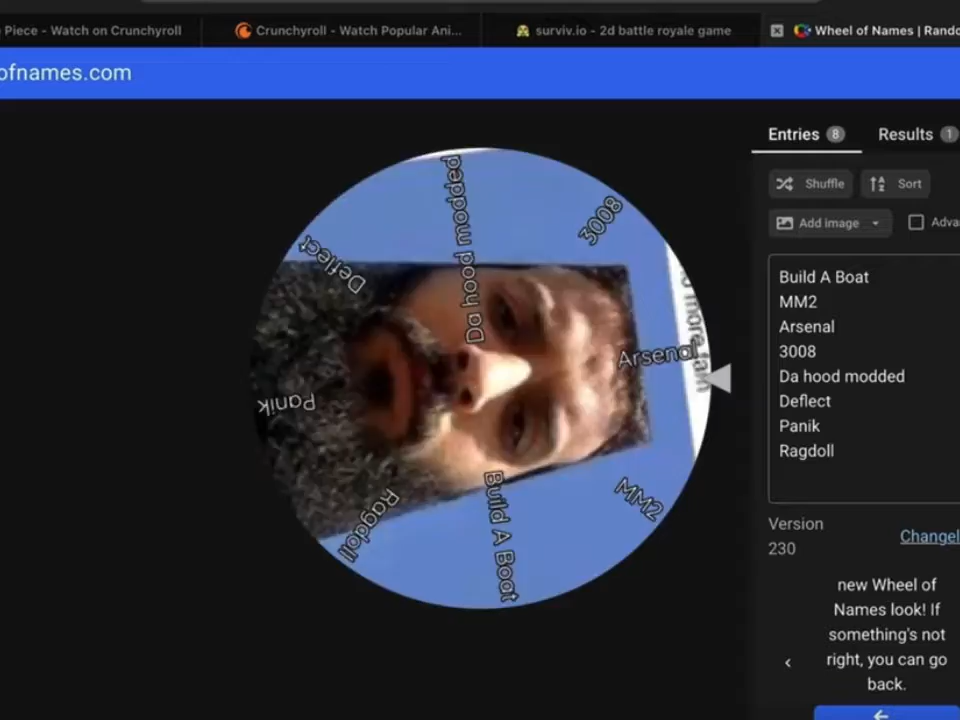 Piece - Watch on Crunchyroll
Crunchyroll - Watch Popular Ani...
surviv.io - 2d battle royale game
Wheel of Names | Rando
ofnames.com
Entries 8
Results 1
Shuffle
Sort
Add image
Adva
Build A Boat
MM2
Arsenal
3008
Da hood modded
Deflect
Panik
Ragdoll
Version
230
Changel
new Wheel of
Names look! If
something's not
right, you can go
back.
Da hood modded
3008
Deflect
more fan
Arsenal
Panik
MM2
Ragdoll
Build A Boat